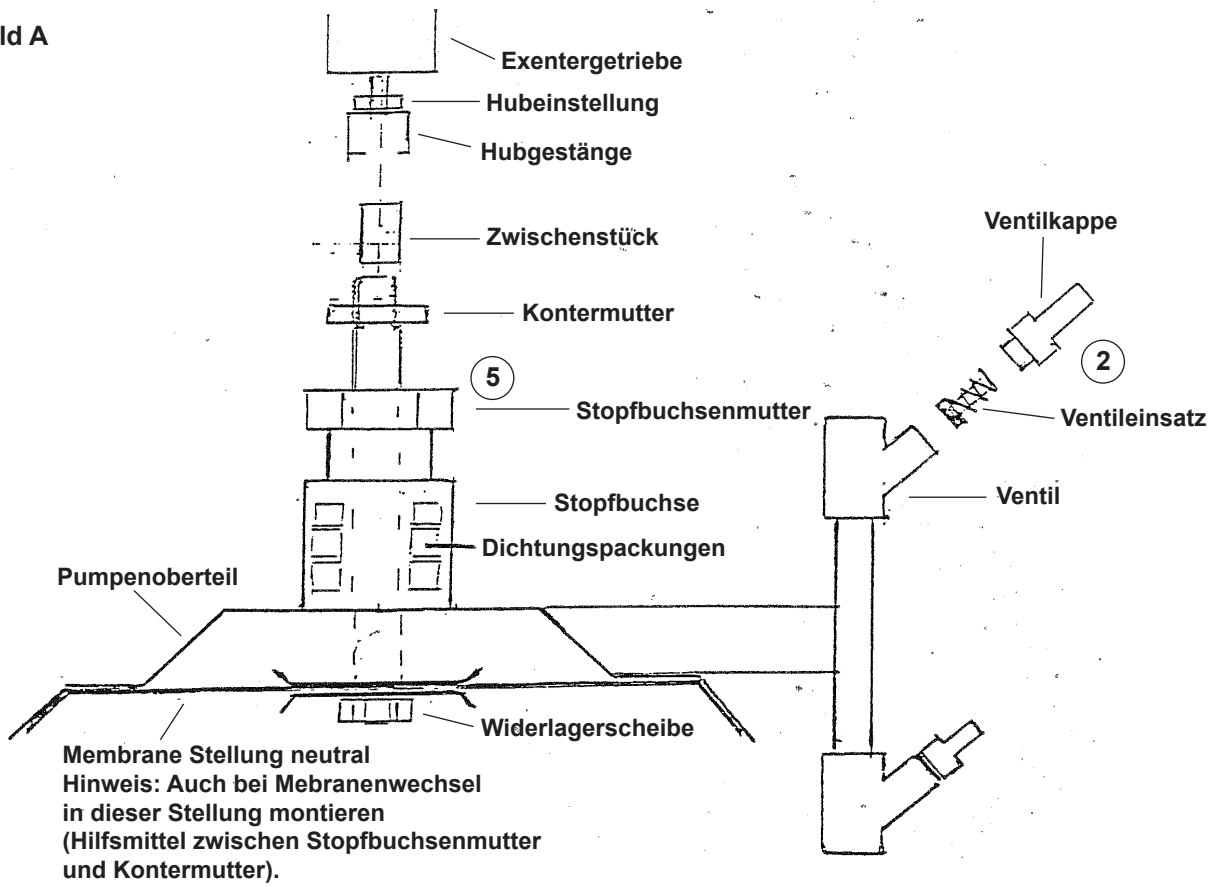 ld A
Exentergetriebe
Hubeinstellung
Hubgestänge
Zwischenstück
Ventilkappe
Kontermutter
5
2
Stopfbuchsenmutter
Ventileinsatz
Stopfbuchse
Ventil
Dichtungspackungen
Pumpenoberteil
Widerlagerscheibe
Membrane Stellung neutral
Hinweis: Auch bei Mebranenwechsel
in dieser Stellung montieren
(Hilfsmittel zwischen Stopfbuchsenmutter
und Kontermutter).